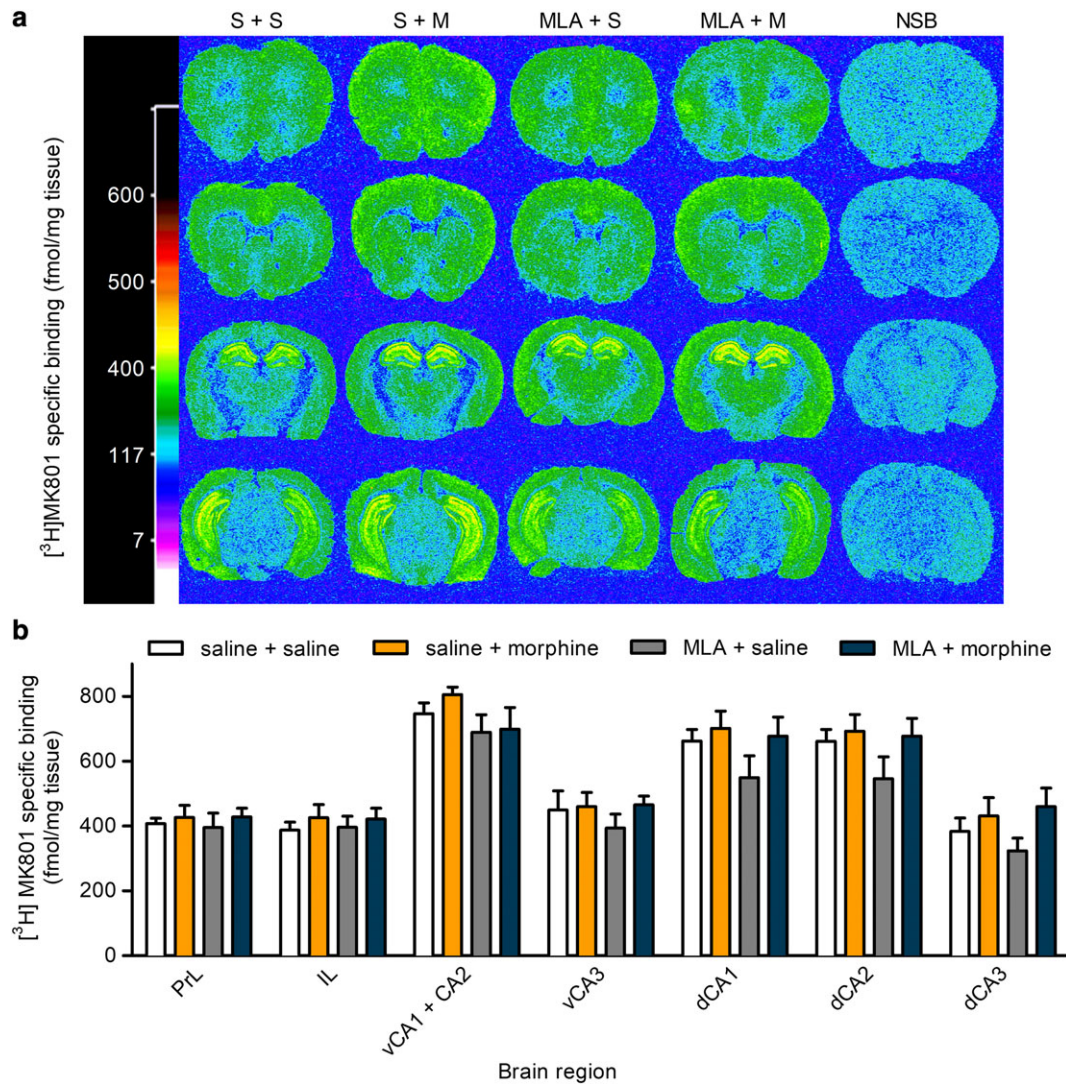 a
S + S S + M MLA + S MLA + M NSB
[³H]MK801 specific binding (fmol/mg tissue)
600
500
400
117
7
b
saline + saline saline + morphine MLA + saline MLA + morphine
[³H] MK801 specific binding
(fmol/mg tissue)
800
600
400
200
0
PrL IL vCA1 + CA2 vCA3 dCA1 dCA2 dCA3
Brain region